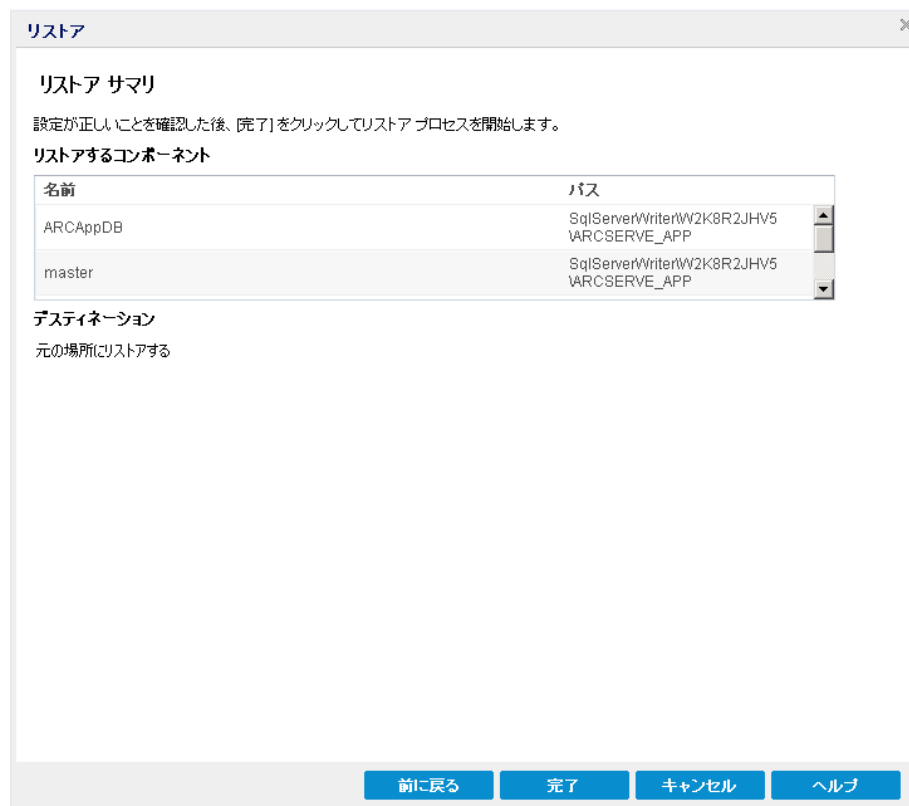 リストア
リストア サマリ
設定が正しいことを確認した後、[完了]をクリックしてリストア プロセスを開始します。
リストアするコンポーネント
名前 パス
ARCAppDB SqlServerWriter\W2K8R2JHV5
\ARCSERVE_APP
master SqlServerWriter\W2K8R2JHV5
\ARCSERVE_APP
デスティネーション
元の場所にリストアする
前に戻る 完了 キャンセル ヘルプ